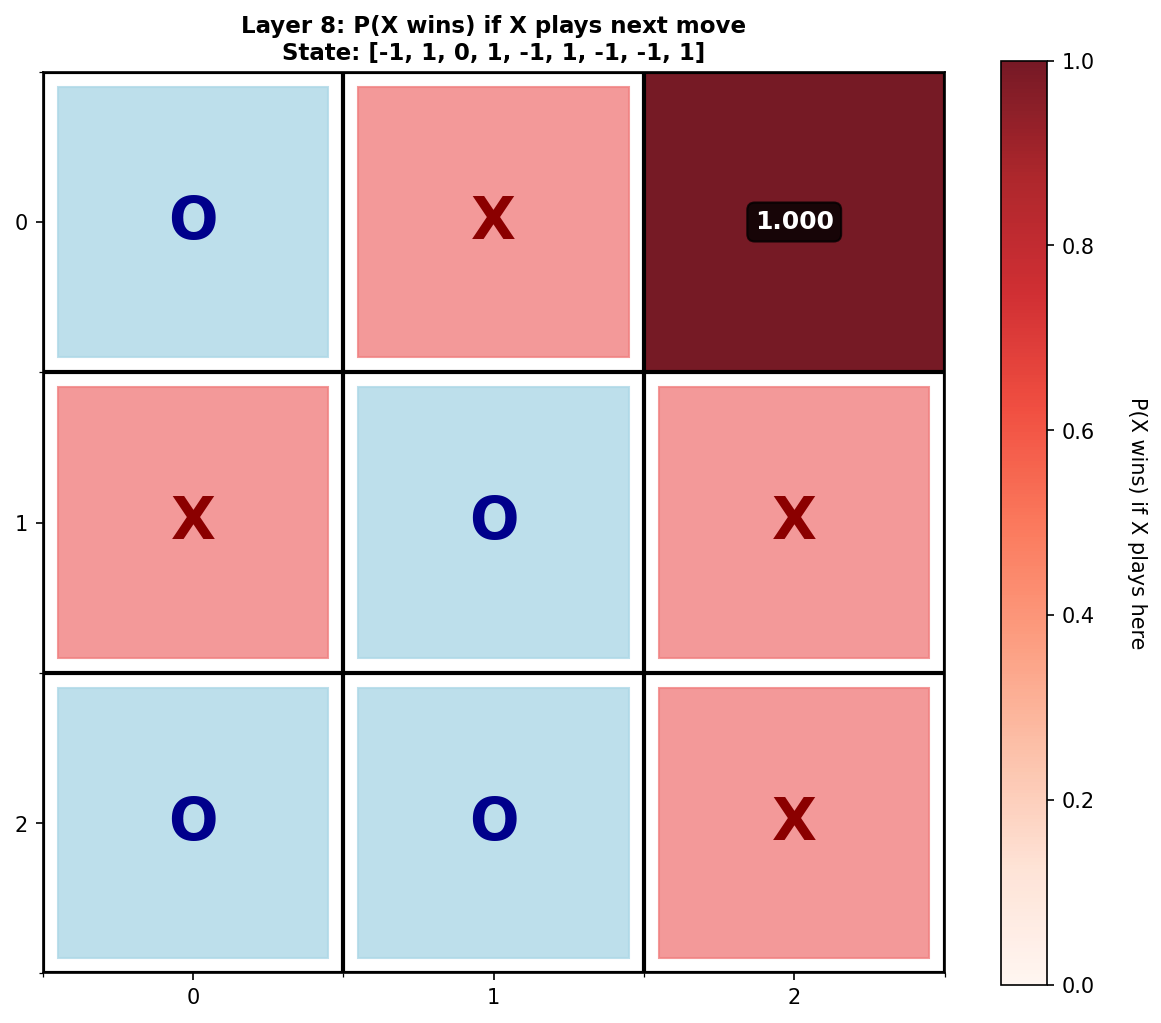 Layer 8: P(X wins) if X plays next move
State: [-1, 1, 0, 1, -1, 1, -1, -1, 1]
0
O
X
1.000
1
X
O
X
2
O
O
X
0
1
2
1.0
0.8
0.6
0.4
0.2
0.0
P(X wins) if X plays here